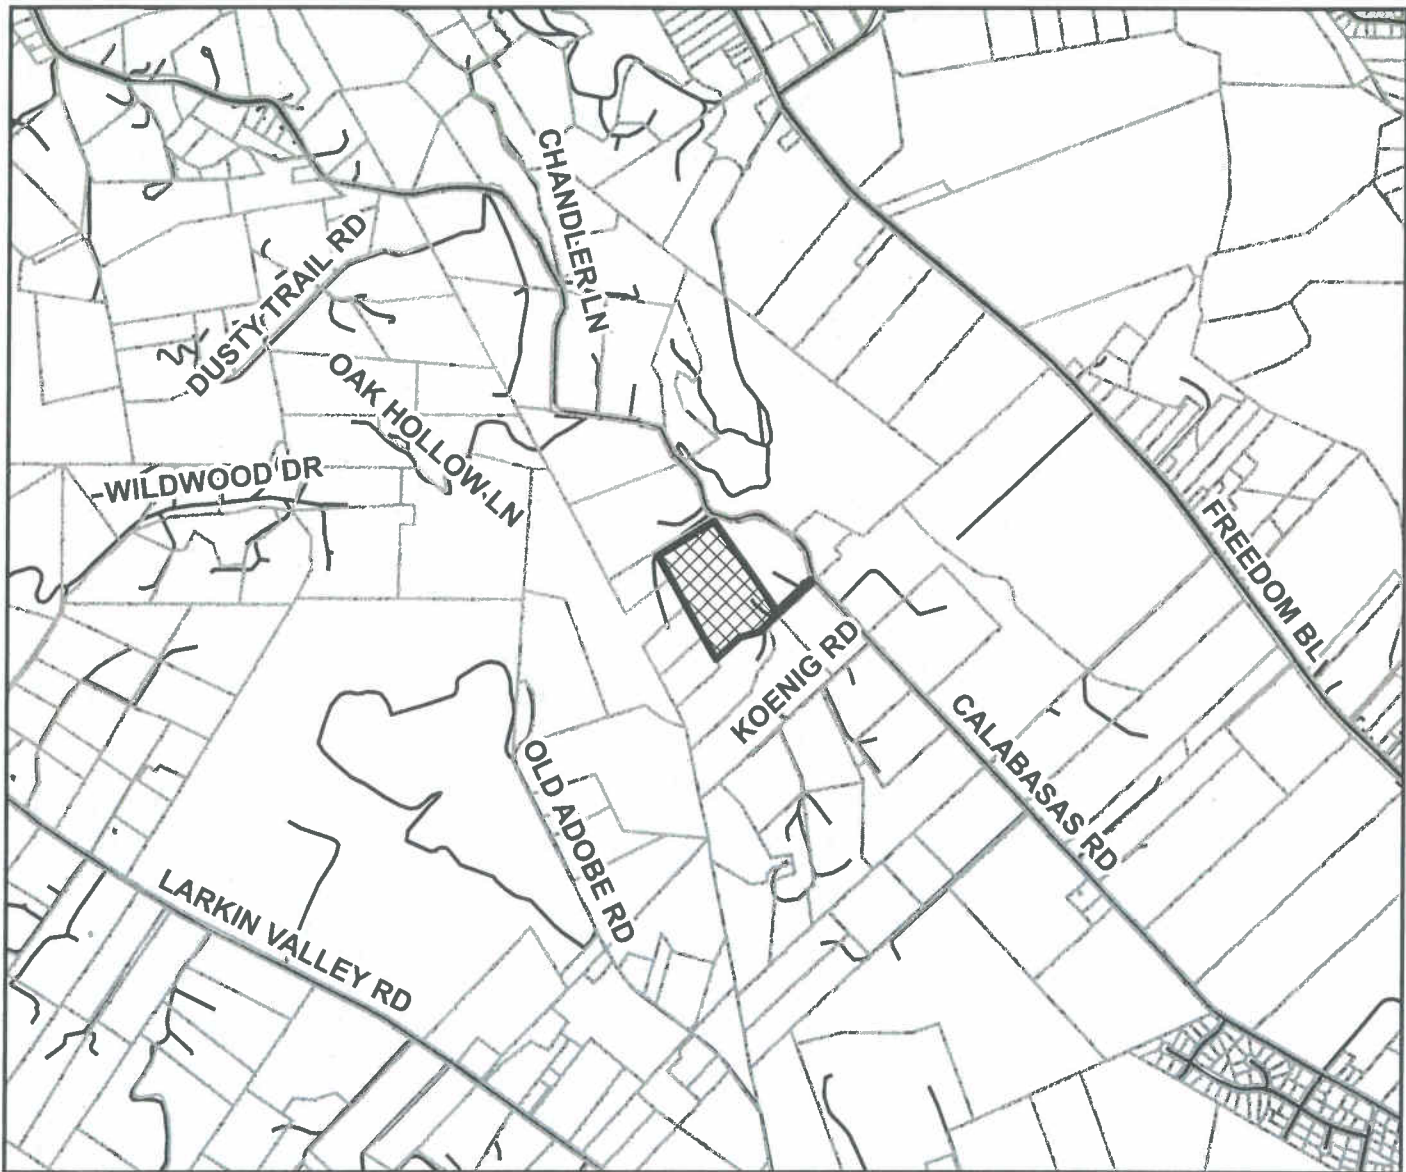 CHANDLER LN
DUSTY TRAIL RD
OAK HOLLOW LN
WILDWOOD DR
FREEDOM BL
KOENIG RD
CALABASAS RD
OLD ADOBE RD
LARKIN VALLEY RD